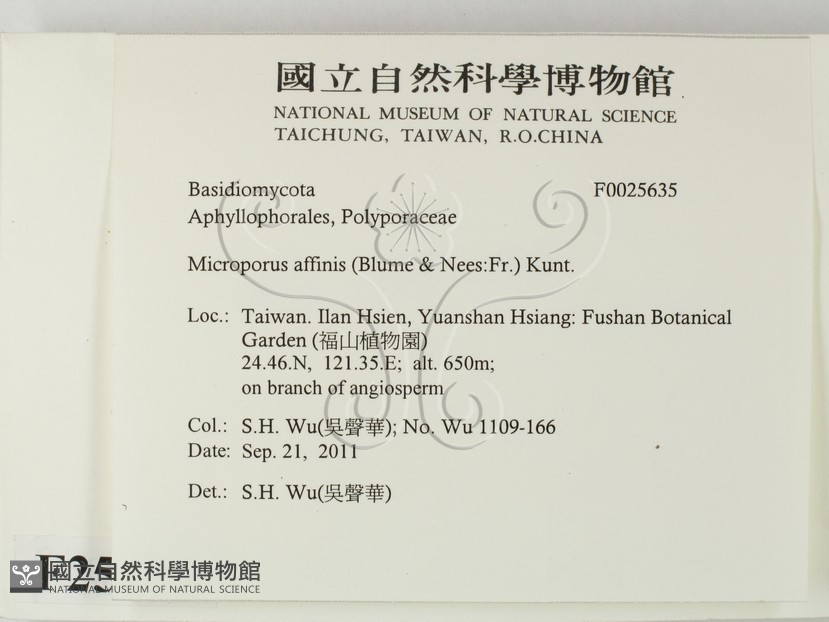 國立自然科學博物館
NATIONAL MUSEUM OF NATURAL SCIENCE
TAICHUNG, TAIWAN, R.O.CHINA
Basidiomycota F0025635
Aphyllophorales, Polyporaceae
Microporus affinis (Blume & Nees:Fr.) Kunt.
Loc.: Taiwan. Ilan Hsien, Yuanshan Hsiang: Fushan Botanical
Garden (福山植物園)
24.46.N, 121.35.E; alt. 650m;
on branch of angiosperm
Col.: S.H. Wu(吳聲華); No. Wu 1109-166
Date: Sep. 21, 2011
Det.: S.H. Wu(吳聲華)
國立自然科學博物館
NATIONAL MUSEUM OF NATURAL SCIENCE